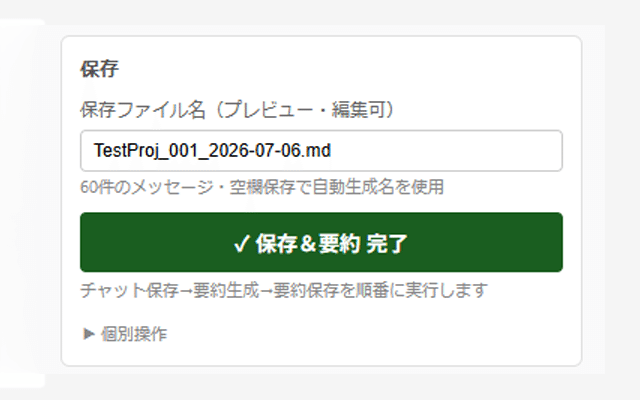 保存
保存ファイル名（プレビュー・編集可）
TestProj_001_2026-07-06.md
60件のメッセージ・空欄保存で自動生成名を使用
✓ 保存＆要約 完了
チャット保存→要約生成→要約保存を順番に実行します
▶ 個別操作